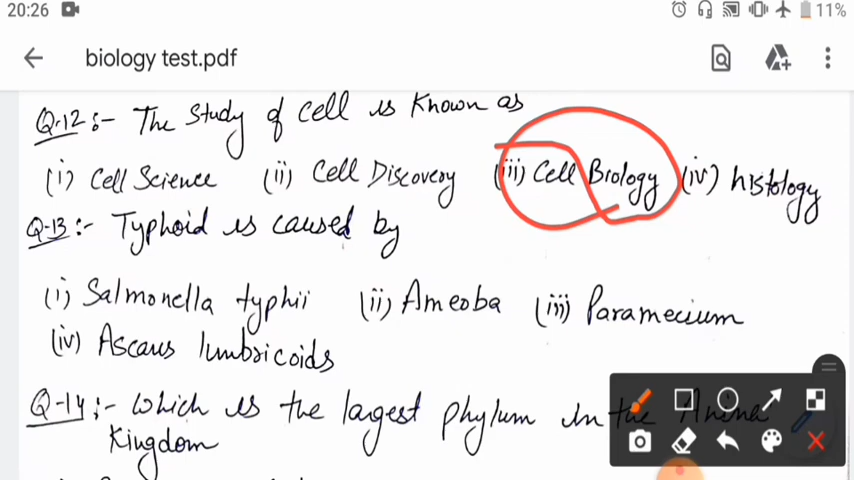 20:26 11%
biology test.pdf
Q-12:- The Study of cell is known as
(i) Cell Science (ii) Cell Discovery (iii) Cell Biology (iv) histology
Q-13:- Typhoid is caused by
(i) Salmonella typhii (ii) Ameoba (iii) Paramecium
(iv) Ascaus lumbricoids
Q-14:- Which is the largest phylum in the
Kingdom